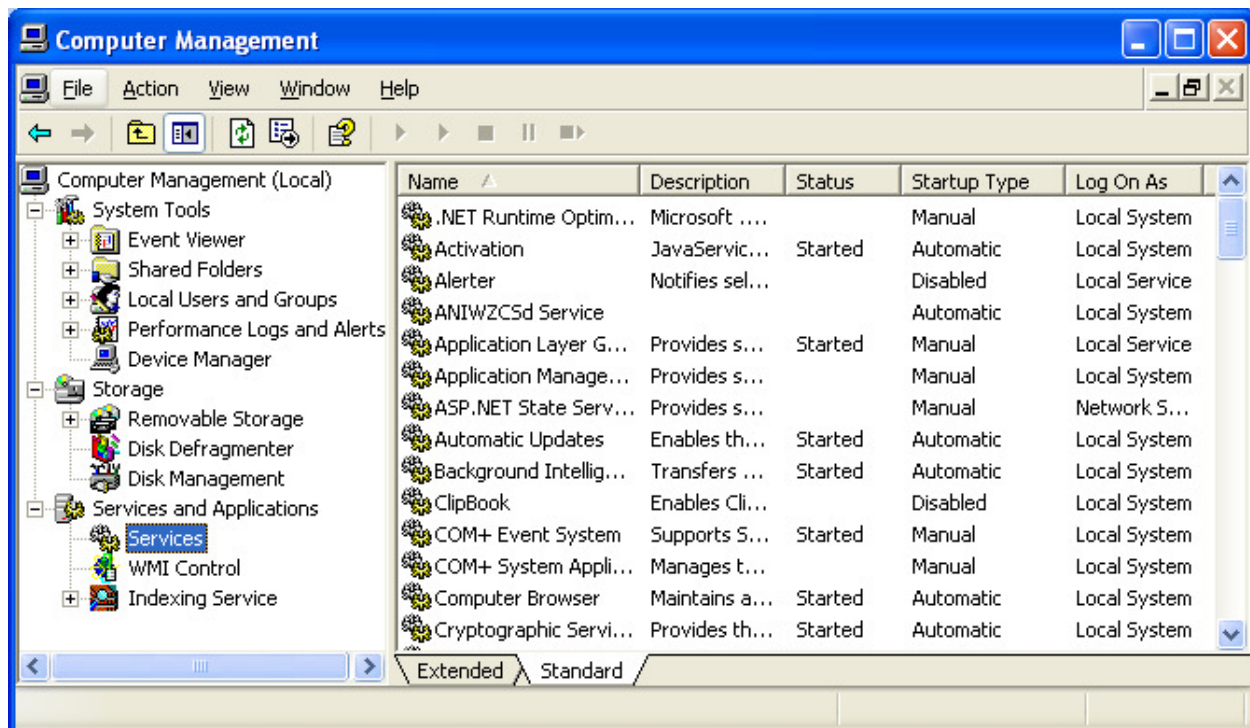 Computer Management
File Action View Window Help
Computer Management (Local)
System Tools
Event Viewer
Shared Folders
Local Users and Groups
Performance Logs and Alerts
Device Manager
Storage
Removable Storage
Disk Defragmenter
Disk Management
Services and Applications
Services
WMI Control
Indexing Service
Name Description Status Startup Type Log On As
.NET Runtime Optim... Microsoft .... Manual Local System
Activation JavaServic... Started Automatic Local System
Alerter Notifies sel... Disabled Local Service
ANIWZCSd Service Automatic Local System
Application Layer G... Provides s... Started Manual Local Service
Application Manage... Provides s... Manual Local System
ASP.NET State Serv... Provides s... Manual Network S...
Automatic Updates Enables th... Started Automatic Local System
Background Intellig... Transfers ... Started Automatic Local System
ClipBook Enables Cli... Disabled Local System
COM+ Event System Supports S... Started Manual Local System
COM+ System Appli... Manages t... Manual Local System
Computer Browser Maintains a... Started Automatic Local System
Cryptographic Servi... Provides th... Started Automatic Local System
Extended Standard